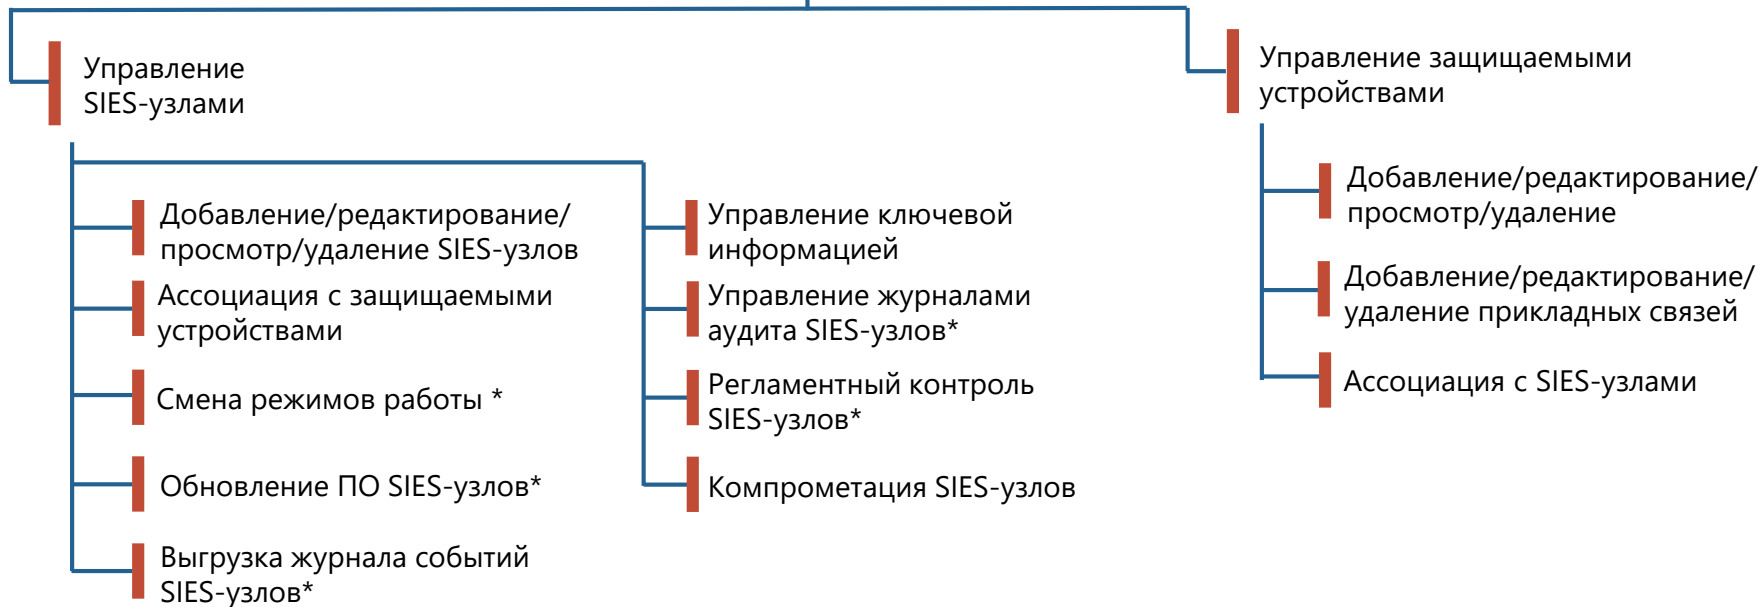 Управление
SIES-узлами
Добавление/редактирование/
просмотр/удаление SIES-узлов
Ассоциация с защищаемыми
устройствами
Смена режимов работы *
Обновление ПО SIES-узлов*
Выгрузка журнала событий
SIES-узлов*
Управление ключевой
информацией
Управление журналами
аудита SIES-узлов*
Регламентный контроль
SIES-узлов*
Компрометация SIES-узлов
Управление защищаемыми
устройствами
Добавление/редактирование/
просмотр/удаление
Добавление/редактирование/
удаление прикладных связей
Ассоциация с SIES-узлами